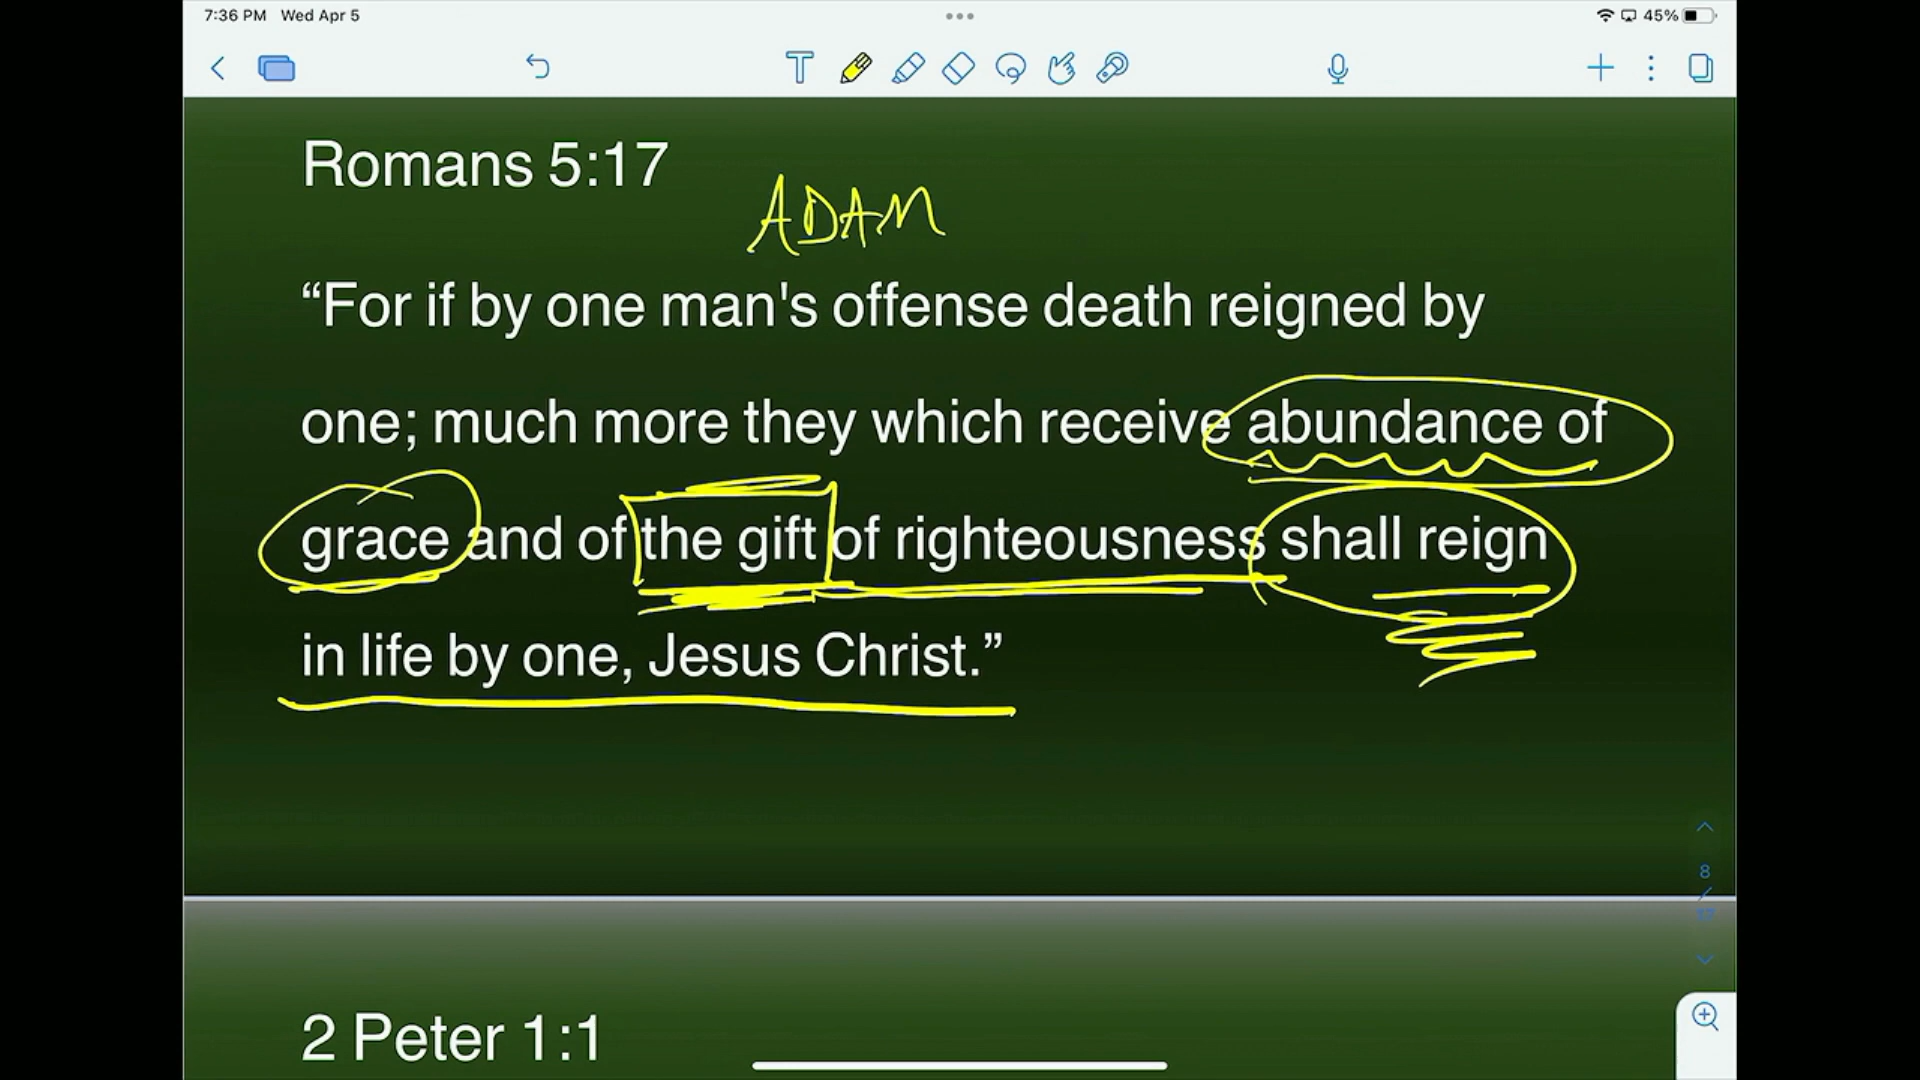 7:36 PM Wed Apr 5
45%
Romans 5:17
ADAM
“For if by one man's offense death reigned by
one; much more they which receive abundance of
grace and of the gift of righteousness shall reign
in life by one, Jesus Christ.”
8
/
17
2 Peter 1:1